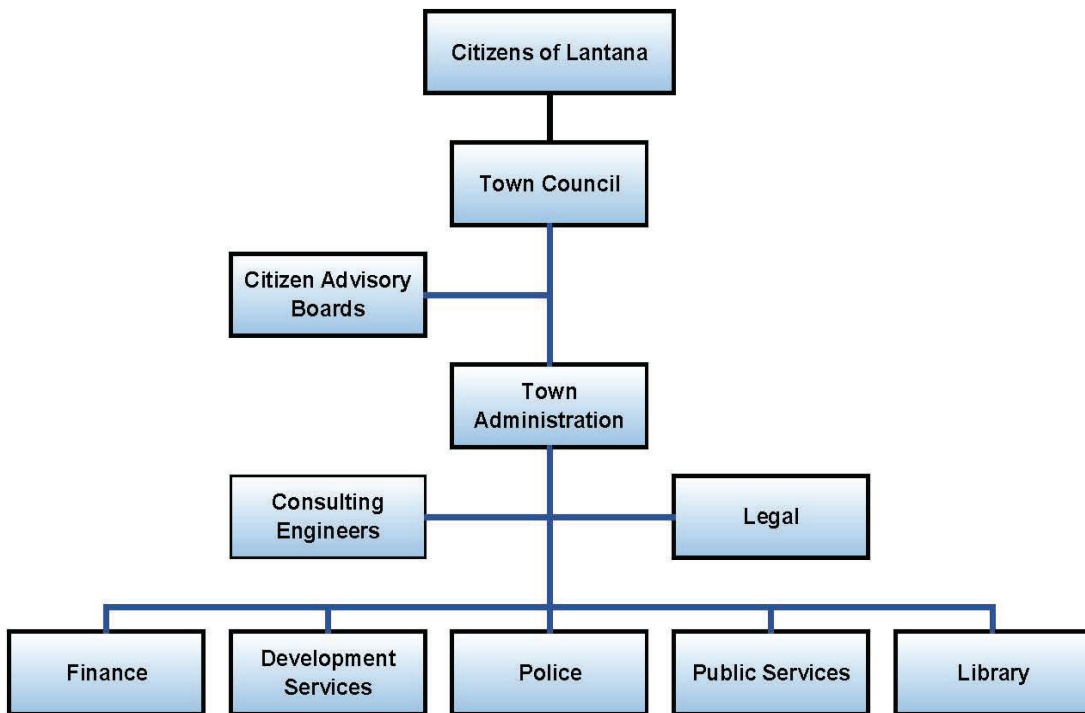 Citizens of Lantana
Town Council
Citizen Advisory
Boards
Town
Administration
Consulting
Engineers
Legal
Finance
Development
Services
Police
Public Services
Library